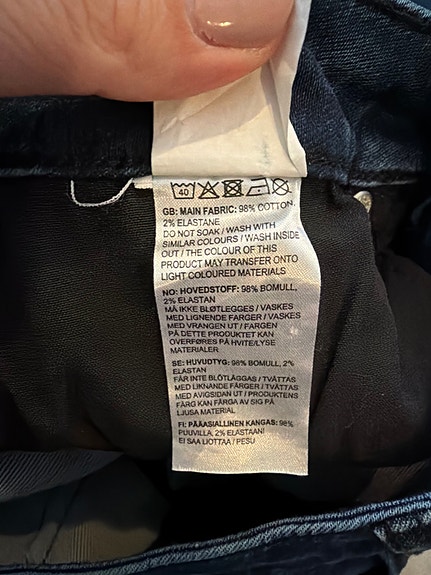 40
GB: MAIN FABRIC: 98% COTTON,
2% ELASTANE
DO NOT SOAK / WASH WITH
SIMILAR COLOURS / WASH INSIDE
OUT / THE COLOUR OF THIS
PRODUCT MAY TRANSFER ONTO
LIGHT COLOURED MATERIALS
NO: HOVEDSTOFF: 98% BOMULL,
2% ELASTAN
MÅ IKKE BLØTLEGGES / VASKES
MED LIGNENDE FARGER / VASKES
MED VRANGEN UT / FARGEN
PÅ DETTE PRODUKTET KAN
OVERFØRES PÅ HVITE/LYSE
MATERIALER
SE: HUVUDTYG: 98% BOMULL, 2%
ELASTAN
FÅR INTE BLÖTLÄGGAS / TVÄTTAS
MED LIKNANDE FÄRGER / TVÄTTAS
MED AVIGSIDAN UT / PRODUKTENS
FÄRG KAN FÄRGA AV SIG PÅ
LJUSA MATERIAL
FI: PÄÄASIALLINEN KANGAS: 98%
PUUVILLA, 2% ELASTAANI
EI SAA LIOTTAA / PESU